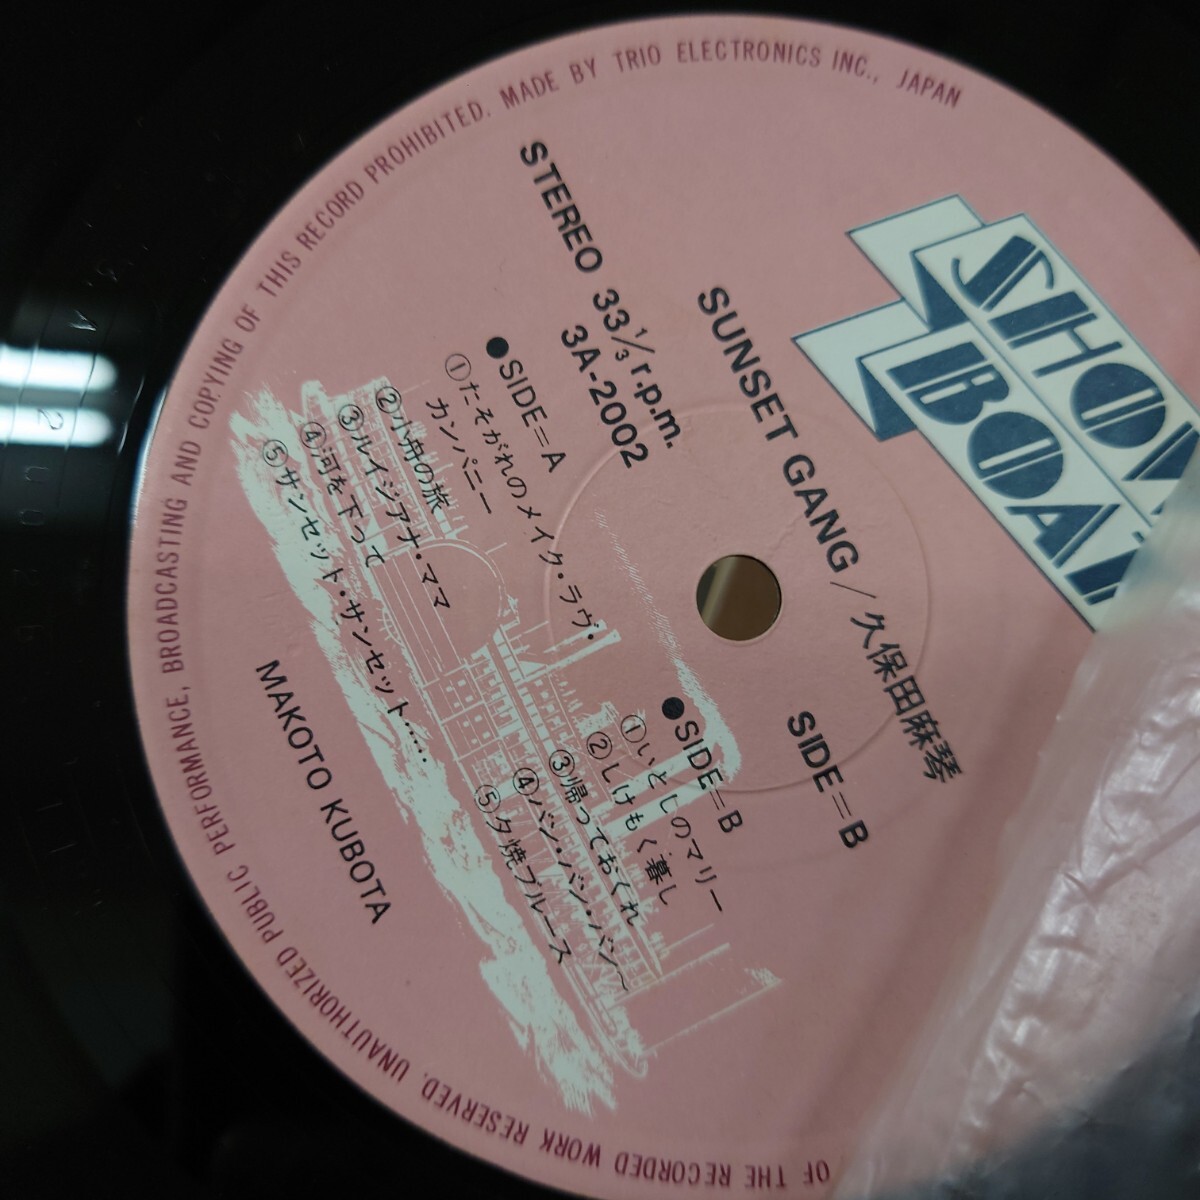 SHOW
BOAT
SUNSET GANG / 久保田麻琴
STEREO 33 1/3 r.p.m.
3A-2002
SIDE=B
●SIDE=A
①たそがれのメイク・ラヴ・
カンパニー
②小舟の旅
③ルイジアナ・ママ
④河を下って
⑤サンセット・サンセット.....
●SIDE=B
①いとしのマリー
②しけもく暮し
③帰っておくれ
④バン・バン・バン~
⑤夕焼ブルース
MAKOTO KUBOTA
OF THE RECORDED WORK RESERVED. UNAUTHORIZED PUBLIC PERFORMANCE, BROADCASTING AND COPYING OF THIS RECORD PROHIBITED. MADE BY TRIO ELECTRONICS INC., JAPAN